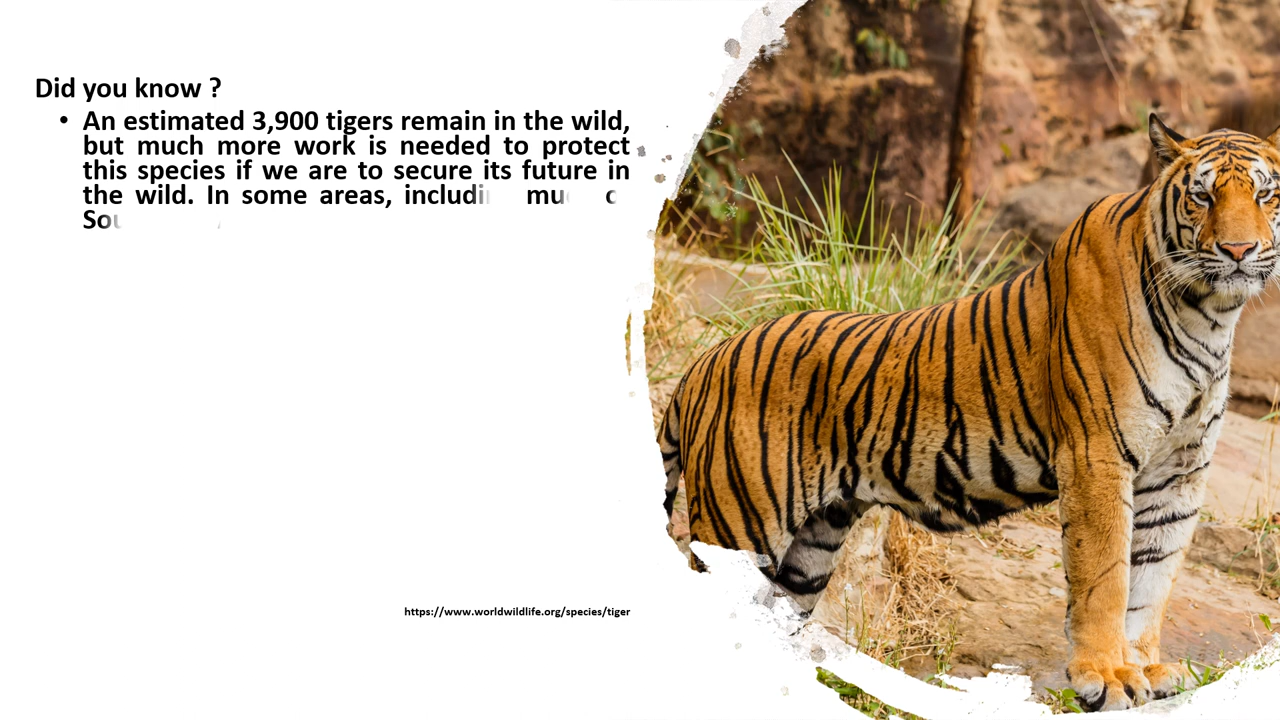 Did you know ?
• An estimated 3,900 tigers remain in the wild,
but much more work is needed to protect
this species if we are to secure its future in
the wild. In some areas,
https://www.worldwildlife.org/species/tiger